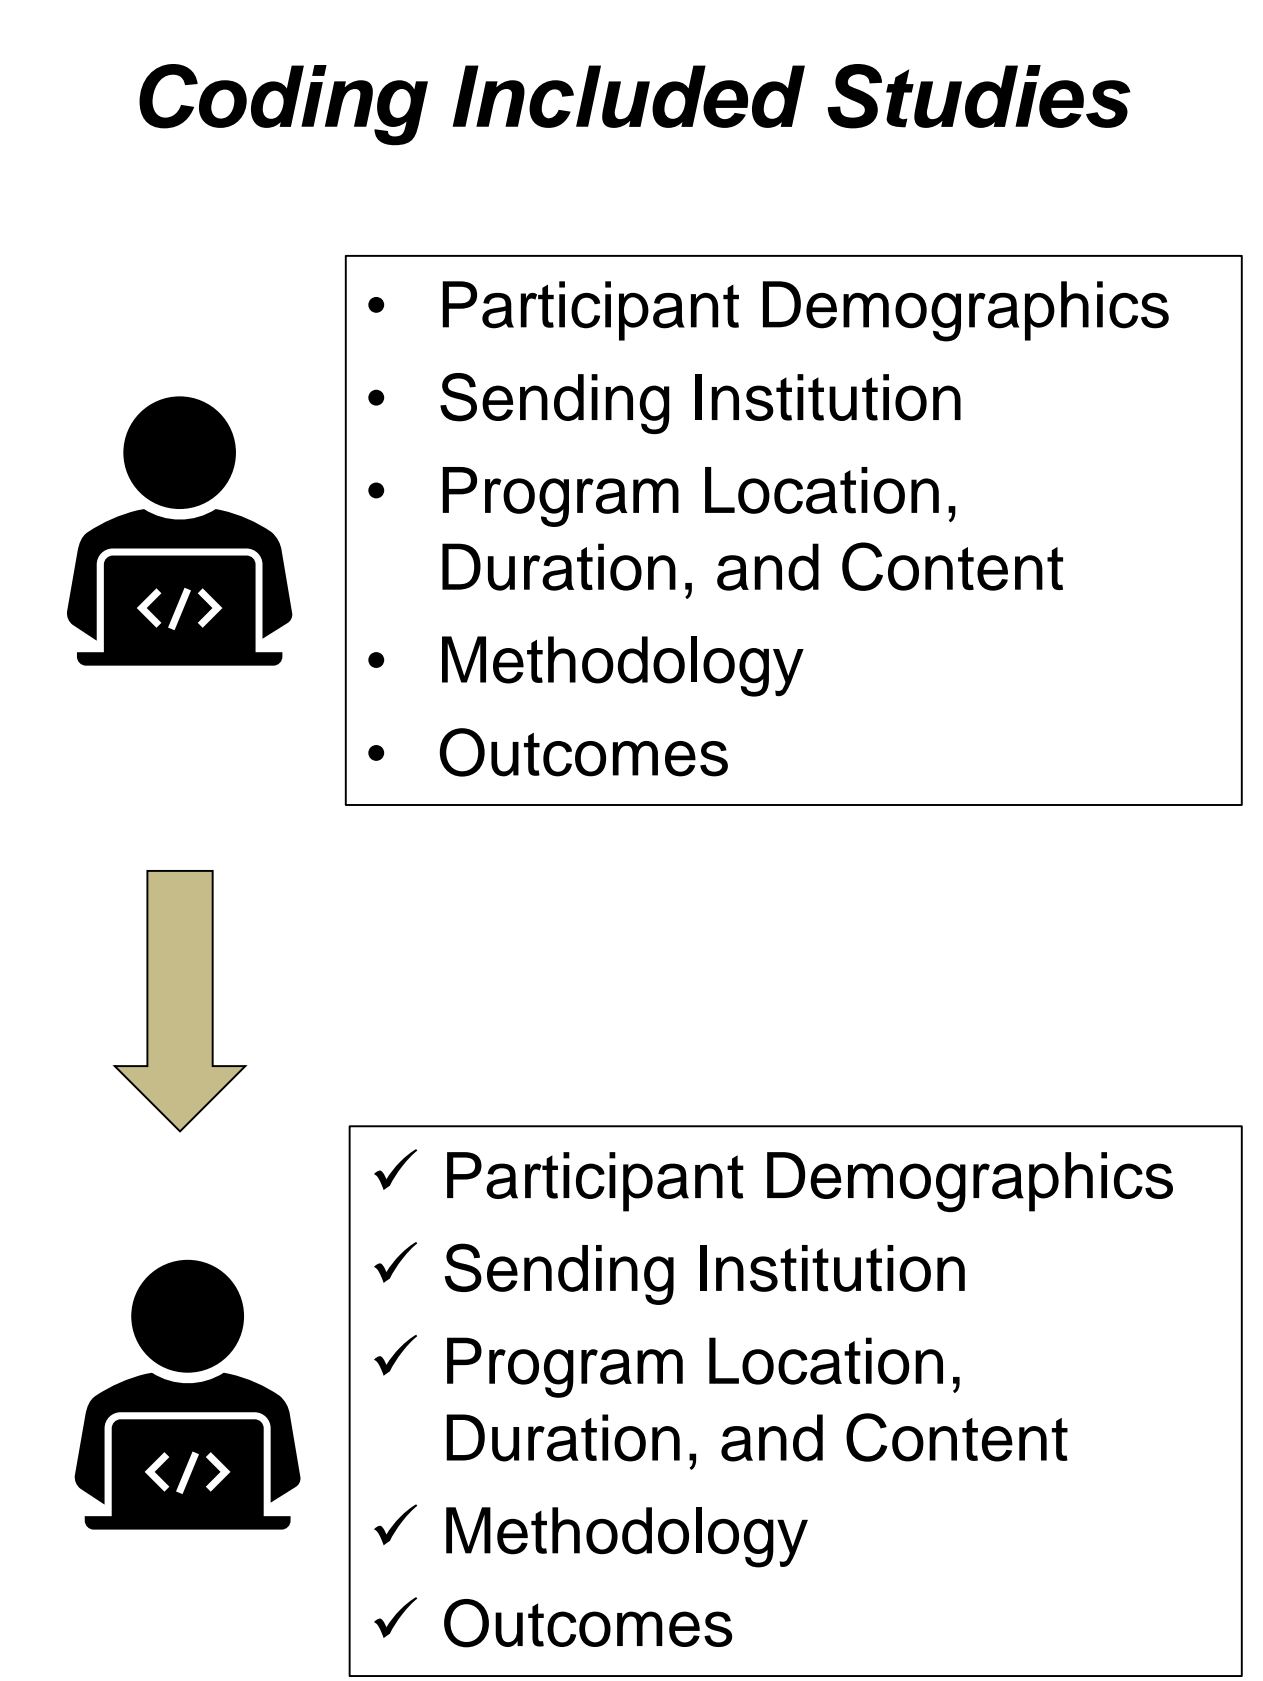 Coding Included Studies
• Participant Demographics
• Sending Institution
• Program Location,
Duration, and Content
• Methodology
• Outcomes
</>
✓ Participant Demographics
✓ Sending Institution
✓ Program Location,
Duration, and Content
✓ Methodology
✓ Outcomes
</>